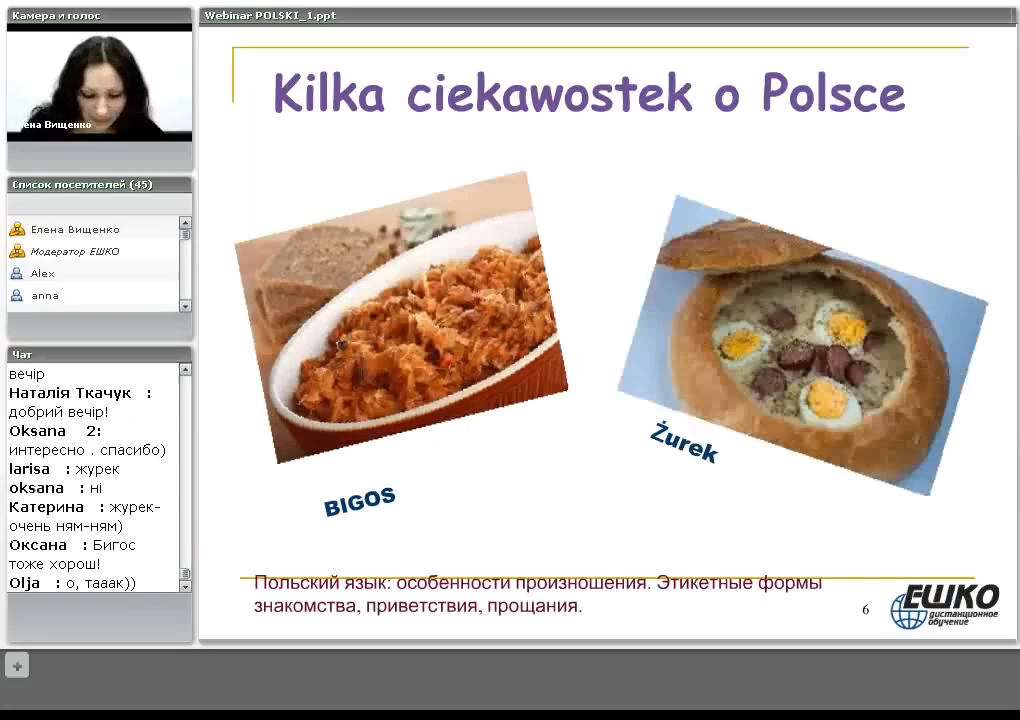 Камера и голос
Елена Вищенко
Список посетителей (45)
Елена Вищенко
Модератор ЕШКО
Alex
anna
Чат
вечір
Наталія Ткачук :
добрий вечір!
Oksana 2:
интересно . спасибо)
larisa : журек
oksana : ні
Катерина : журек-
очень ням-ням)
Оксана : Бигос
тоже хорош!
Olja : о, тааак))
Webinar POLSKI_1.ppt
Kilka ciekawostek o Polsce
BIGOS
Żurek
Польский язык: особенности произношения. Этикетные формы
знакомства, приветствия, прощания.
6
ЕШКО
дистанционное
обучение